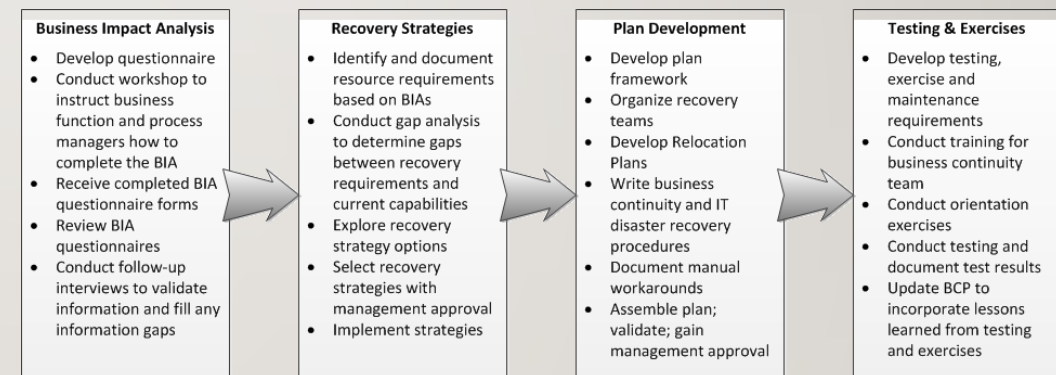 Business Impact Analysis
• Develop questionnaire
• Conduct workshop to
instruct business
function and process
managers how to
complete the BIA
• Receive completed BIA
questionnaire forms
• Review BIA
questionnaires
• Conduct follow-up
interviews to validate
information and fill any
information gaps
Recovery Strategies
• Identify and document
resource requirements
based on BIAs
• Conduct gap analysis
to determine gaps
between recovery
requirements and
current capabilities
• Explore recovery
strategy options
• Select recovery
strategies with
management approval
• Implement strategies
Plan Development
• Develop plan
framework
• Organize recovery
teams
• Develop Relocation
Plans
• Write business
continuity and IT
disaster recovery
procedures
• Document manual
workarounds
• Assemble plan;
validate; gain
management approval
Testing & Exercises
• Develop testing,
exercise and
maintenance
requirements
• Conduct training for
business continuity
team
• Conduct orientation
exercises
• Conduct testing and
document test results
• Update BCP to
incorporate lessons
learned from testing
and exercises